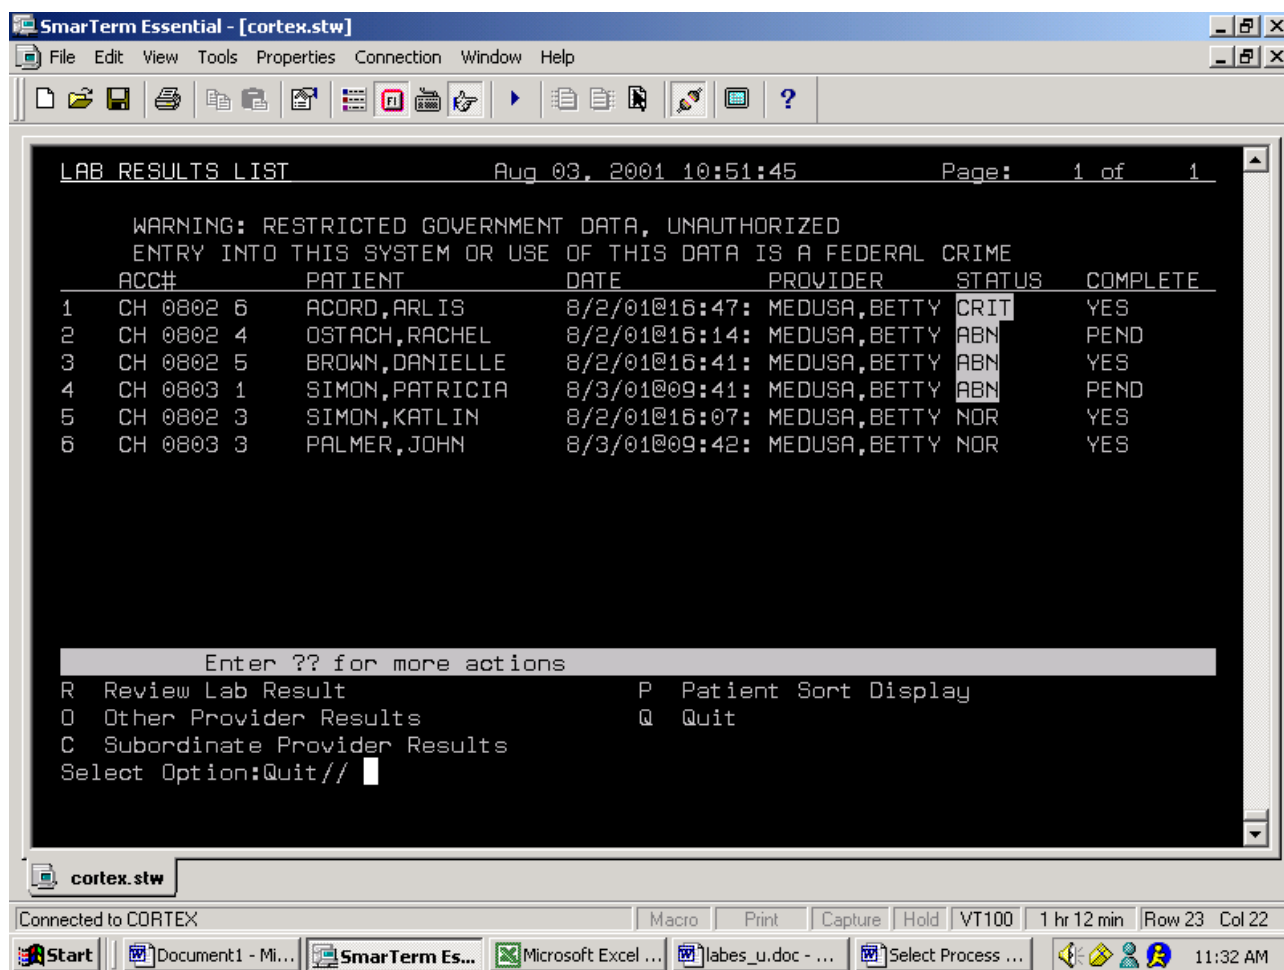 SmarTerm Essential - [cortex.stw]
File Edit View Tools Properties Connection Window Help
LAB RESULTS LIST Aug 03, 2001 10:51:45 Page: 1 of 1
WARNING: RESTRICTED GOVERNMENT DATA, UNAUTHORIZED
ENTRY INTO THIS SYSTEM OR USE OF THIS DATA IS A FEDERAL CRIME
ACC# PATIENT DATE PROVIDER STATUS COMPLETE
1 CH 0802 6 ACORD,ARLIS 8/2/01@16:47: MEDUSA,BETTY CRIT YES
2 CH 0802 4 OSTACH,RACHEL 8/2/01@16:14: MEDUSA,BETTY ABN PEND
3 CH 0802 5 BROWN,DANIELLE 8/2/01@16:41: MEDUSA,BETTY ABN YES
4 CH 0803 1 SIMON,PATRICIA 8/3/01@09:41: MEDUSA,BETTY ABN PEND
5 CH 0802 3 SIMON,KATLIN 8/2/01@16:07: MEDUSA,BETTY NOR YES
6 CH 0803 3 PALMER,JOHN 8/3/01@09:42: MEDUSA,BETTY NOR YES
Enter ?? for more actions
R Review Lab Result P Patient Sort Display
O Other Provider Results Q Quit
C Subordinate Provider Results
Select Option:Quit//
cortex.stw
Connected to CORTEX Macro Print Capture Hold VT100 1 hr 12 min Row 23 Col 22
Start Document1 - Mi... SmarTerm Es... Microsoft Excel ... labes_u.doc - ... Select Process ... 11:32 AM